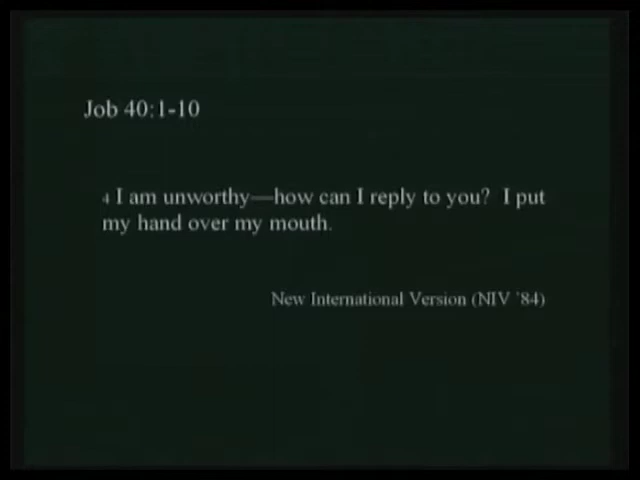 Job 40:1-10
4 I am unworthy—how can I reply to you?  I put
my hand over my mouth.
New International Version (NIV '84)